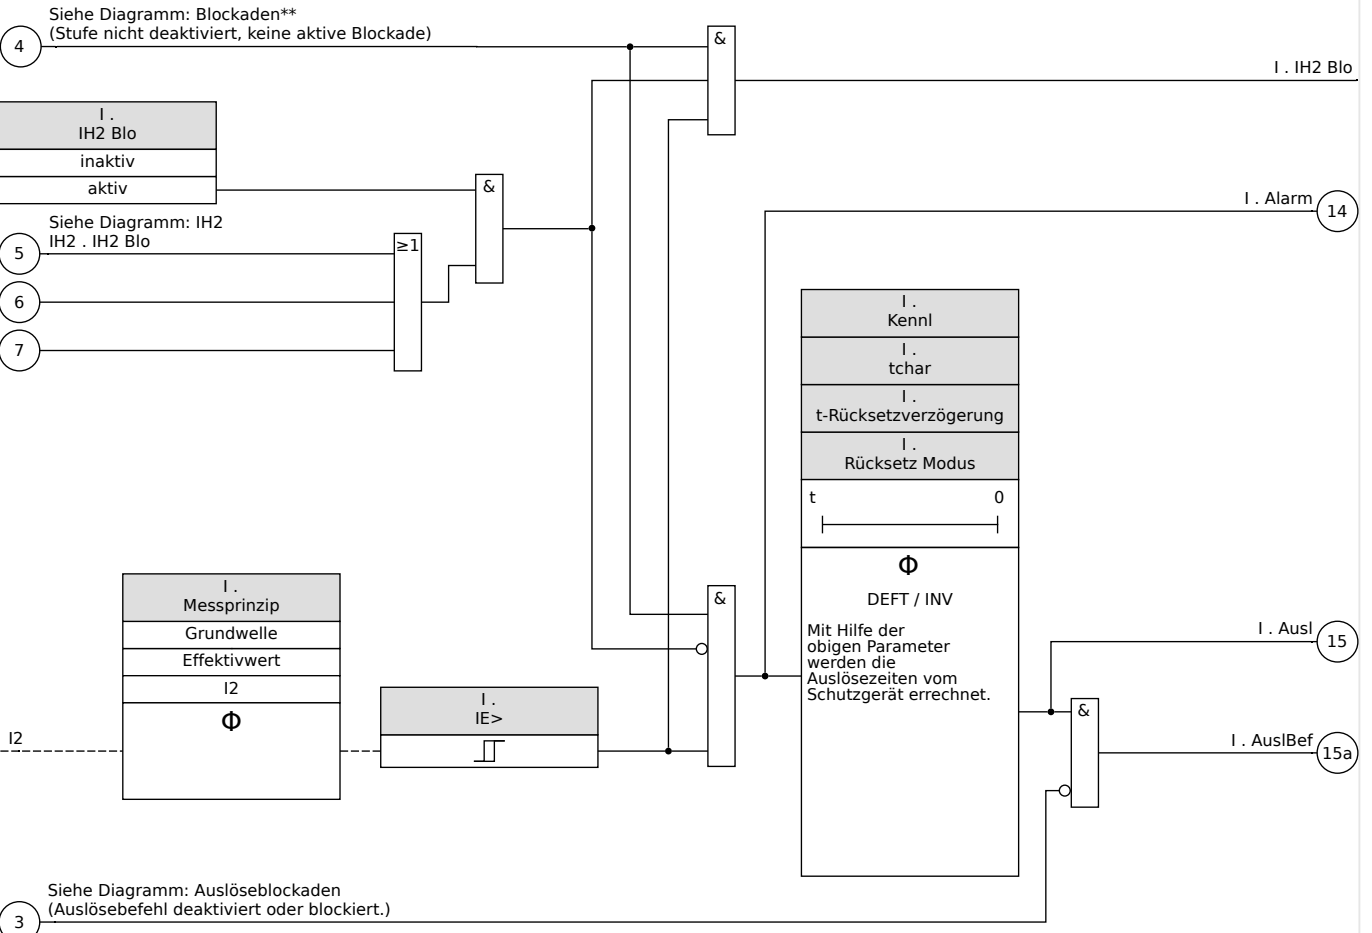 Siehe Diagramm: Blockaden**
(Stufe nicht deaktiviert, keine aktive Blockade)
4
&
I . IH2 Blo
I .
IH2 Blo
inaktiv
aktiv
&
I . Alarm
14
Siehe Diagramm: IH2
IH2 . IH2 Blo
5
≥1
6
7
I .
Kennl
I .
tchar
I .
t-Rücksetzverzögerung
I .
Rücksetz Modus
t 0
Φ
DEFT / INV
Mit Hilfe der
obigen Parameter
werden die
Auslösezeiten vom
Schutzgerät errechnet.
I .
Messprinzip
Grundwelle
Effektivwert
I2
Φ
I2
I .
IE>
&
I . Ausl
15
&
I . AuslBef
15a
Siehe Diagramm: Auslöseblockaden
(Auslösebefehl deaktiviert oder blockiert.)
3